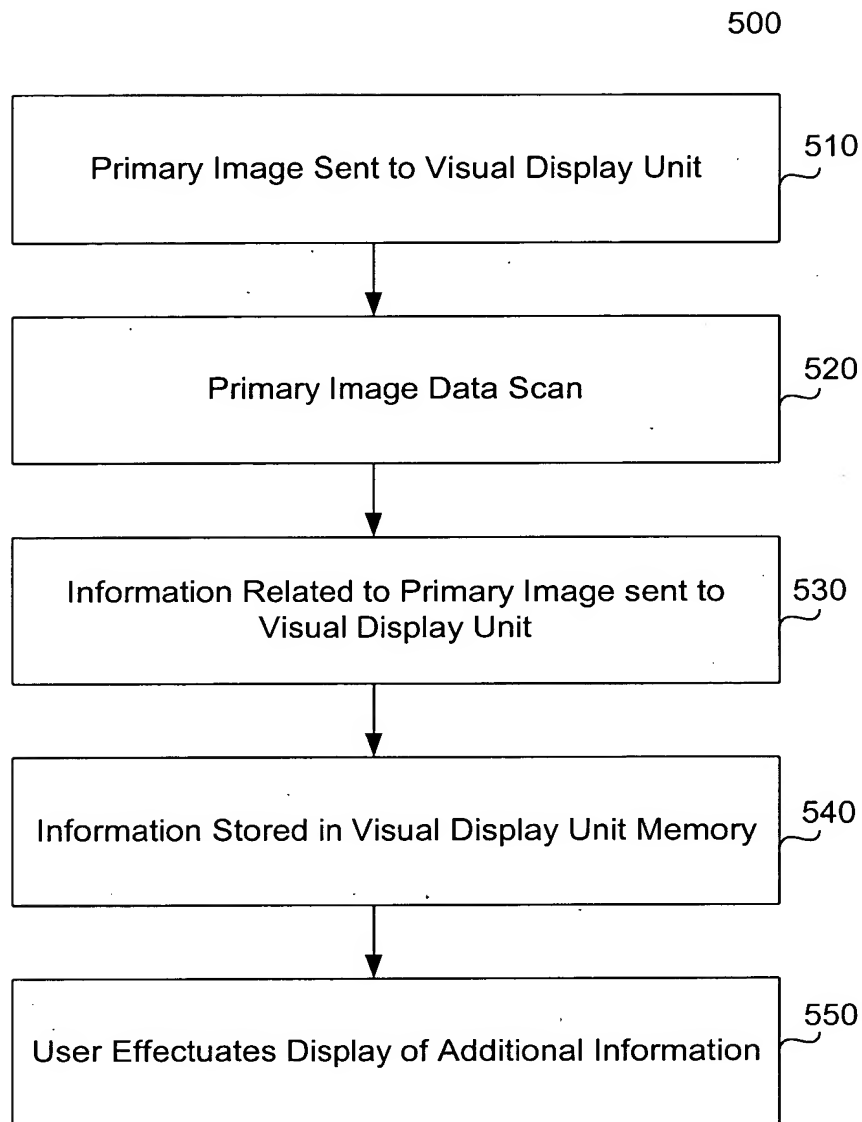 500
Primary Image Sent to Visual Display Unit
510
Primary Image Data Scan
520
Information Related to Primary Image sent to
Visual Display Unit
530
Information Stored in Visual Display Unit Memory
540
User Effectuates Display of Additional Information
550